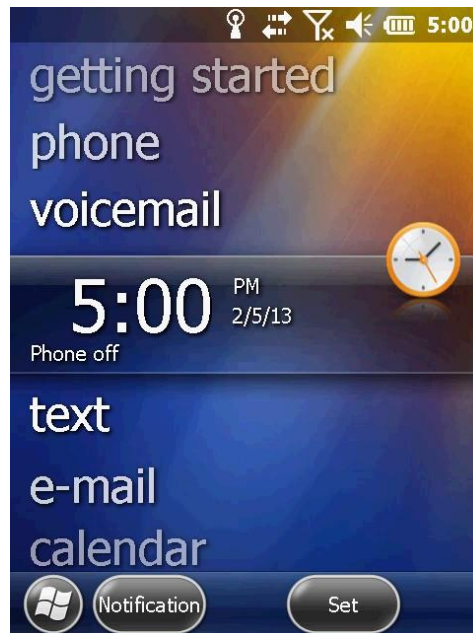 5:00
getting started
phone
voicemail
5:00 PM
2/5/13
Phone off
text
e-mail
calendar
Notification Set